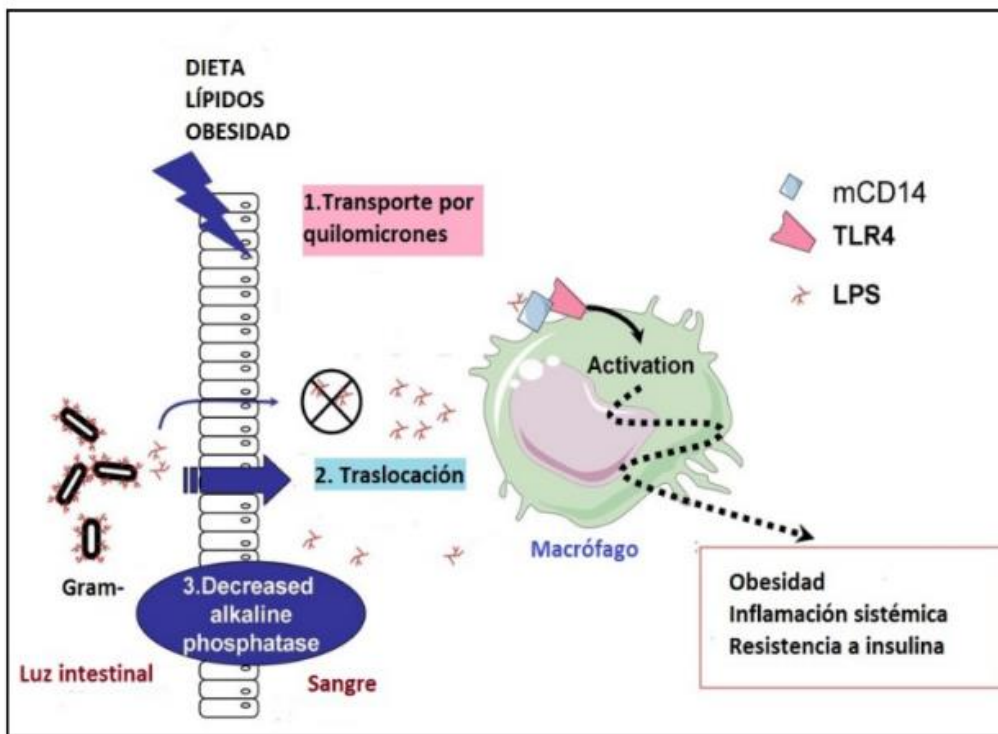 DIETA
LÍPIDOS
OBESIDAD
1.Transporte por
quilomicrones
mCD14
TLR4
LPS
Activation
2. Traslocación
Macrófago
Gram-
3.Decreased
alkaline
phosphatase
Luz intestinal
Sangre
Obesidad
Inflamación sistémica
Resistencia a insulina